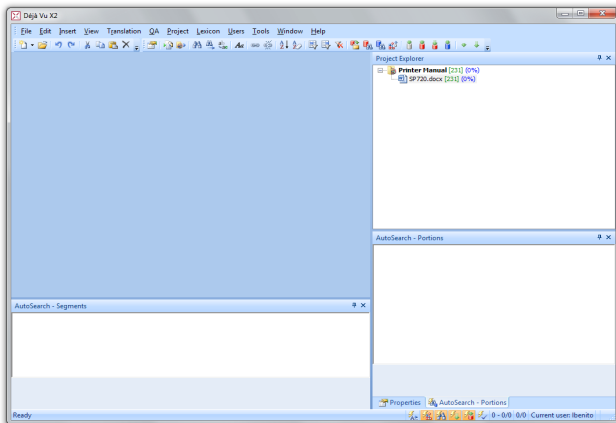 Déjà Vu X2
File Edit Insert View Translation QA Project Lexicon Users Tools Window Help
Project Explorer
Printer Manual [231] (0%)
SP720.docx [231] (0%)
AutoSearch - Portions
AutoSearch - Segments
Properties AutoSearch - Portions
Ready 0 - 0/0 0/0 Current user: lbenito